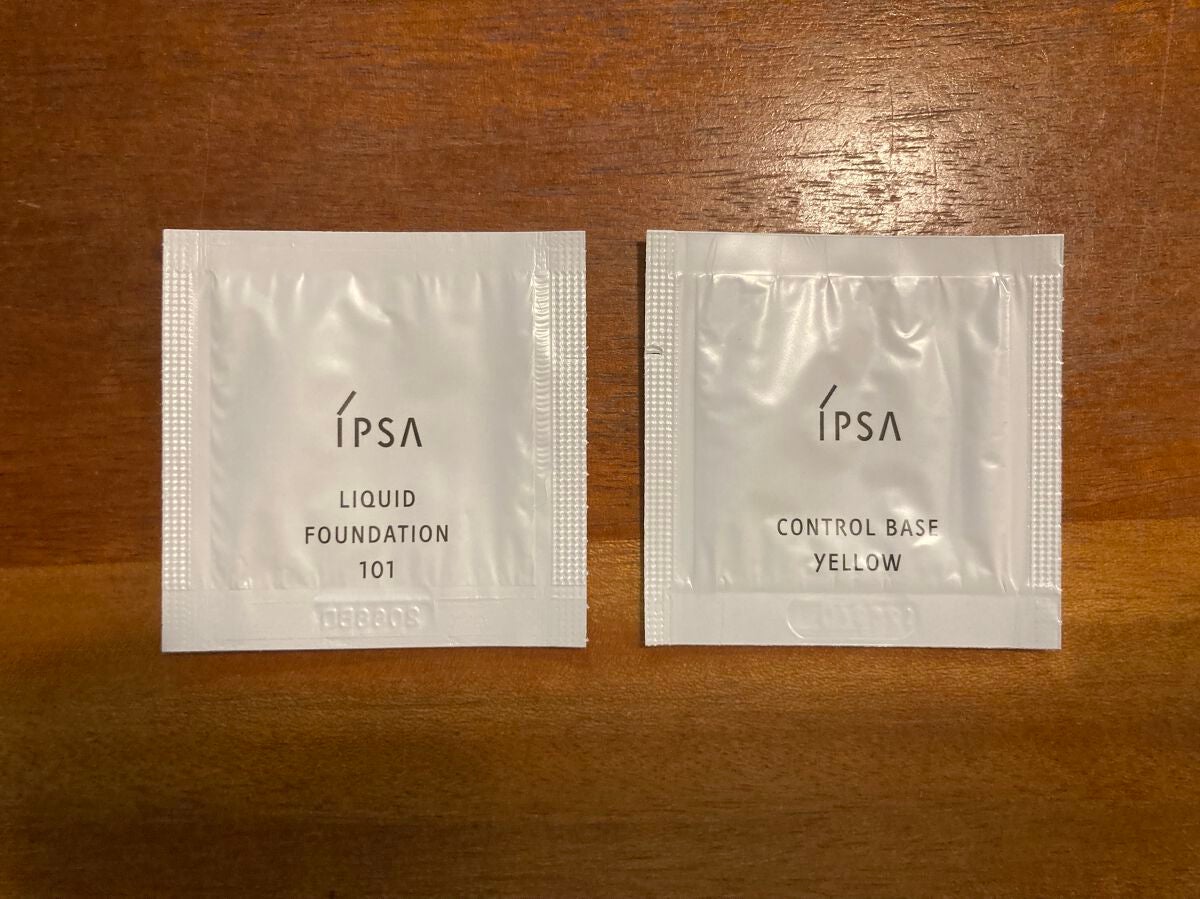 ÍPSA
LIQUID
FOUNDATION
101
ÍPSA
CONTROL BASE
YELLOW